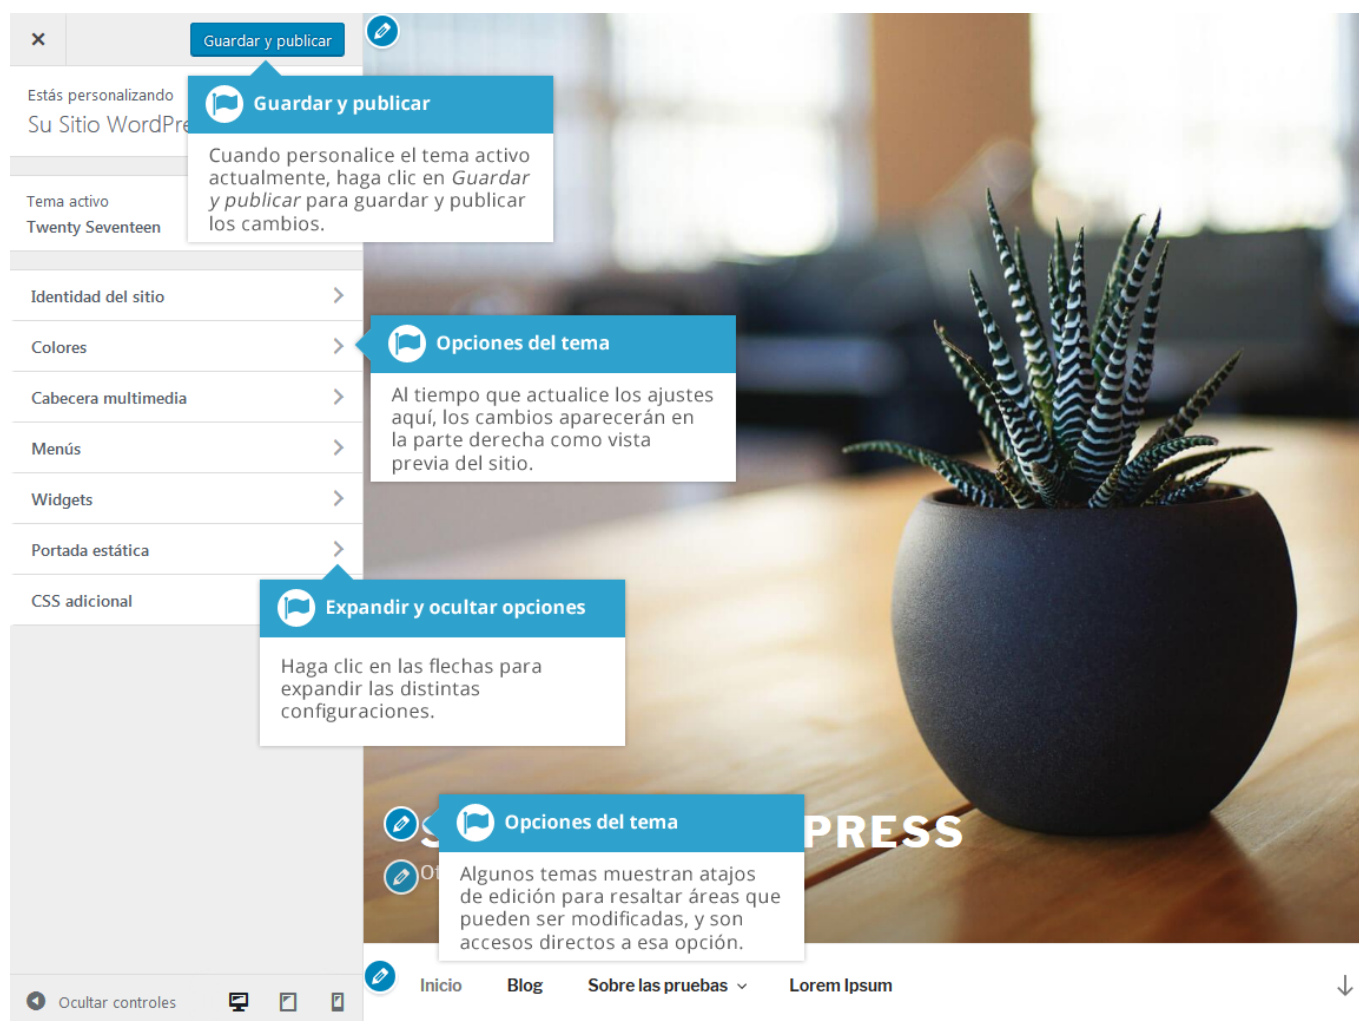 Guardar y publicar
Estás personalizando
Su Sitio
Tema activo
Twenty Seventeen
Guardar y publicar
Cuando personalice el tema activo
actualmente, haga clic en Guardar
y publicar para guardar y publicar
los cambios.
Identidad del sitio
Colores
Cabecera multimedia
Menús
Widgets
Portada estática
CSS adicional
Opciones del tema
Al tiempo que actualice los ajustes
aquí, los cambios aparecerán en
la parte derecha como vista
previa del sitio.
Expandir y ocultar opciones
Haga clic en las flechas para
expandir las distintas
configuraciones.
Opciones del tema
Algunos temas muestran atajos
de edición para resaltar áreas que
pueden ser modificadas, y son
accesos directos a esa opción.
PRESS
Ocultar controles
Inicio Blog Sobre las pruebas Lorem Ipsum